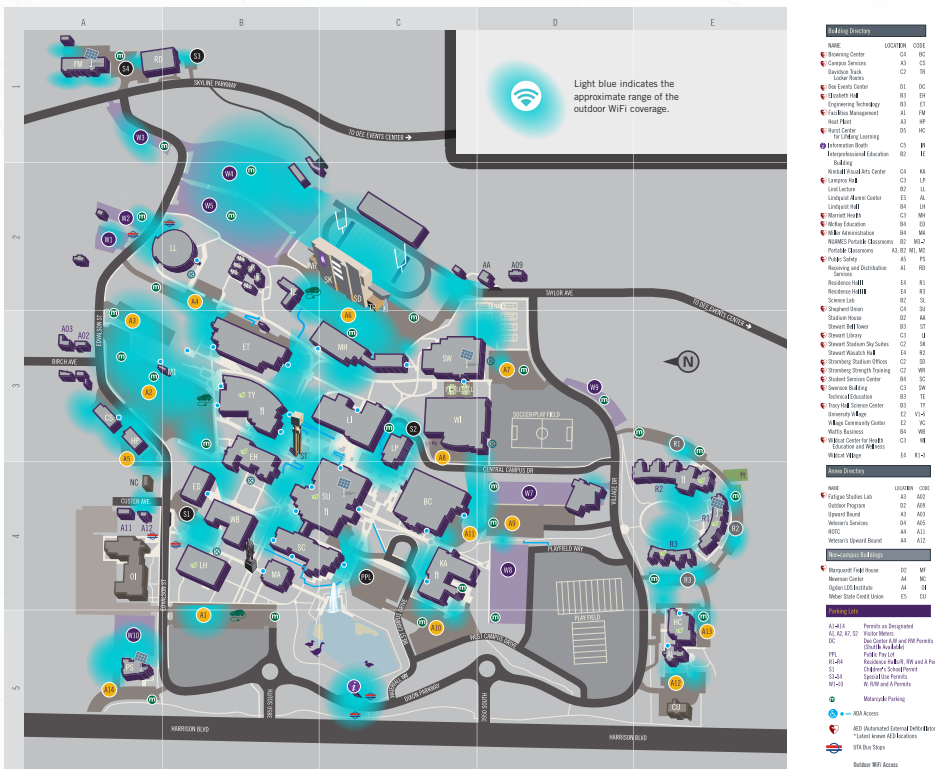 A
B
C
D
E
1
2
3
4
5
Light blue indicates the
approximate range of the
outdoor WiFi coverage.
FM
RD
S3
S4
SKYLINE PARKWAY
TO DEE EVENTS CENTER ➔
W3
W4
W5
W2
W1
LL
A4
SK
SD
A6
AA
A09
TAYLOR AVE
TO DEE EVENTS CENTER ➔
N
EDVALSON ST
A3
A03
A02
BIRCH AVE
M1
A2
ET
MH
SW
A7
W9
TY
LI
WI
SOCCER/PLAY FIELD
CS
HP
A5
EH
ST
S2
LP
A8
CENTRAL CAMPUS DR
R1
NC
ED
SU
BC
W7
VILLAGE DR
R2
R1
CUSTER AVE.
A11
A12
S1
WB
A9
R2
A11
PLAYFIELD WAY
R3
OI
LH
SC
MA
PPL
KA
W8
R3
EDVALSON ST
A1
A10
PLAY FIELD
HC
A13
WEST CAMPUS DRIVE
W10
PS
A14
A12
CU
DIXON PARKWAY
3850 SOUTH
3950 SOUTH
HARRISON BLVD
HARRISON BLVD
Building Directory
NAME LOCATION CODE
Browning Center C4 BC
Campus Services A3 CS
Davidson Track C2 TR
Locker Rooms
Dee Events Center D1 DC
Elizabeth Hall B3 EH
Engineering Technology B3 ET
Facilities Management A1 FM
Heat Plant A3 HP
Hurst Center D5 HC
for Lifelong Learning
Information Booth C5 IN
Interprofessional Education B2 IE
Building
Kimball Visual Arts Center C4 KA
Lampros Hall C3 LP
Lind Lecture B2 LL
Lindquist Alumni Center E5 AL
Lindquist Hall B4 LH
Marriott Health C3 MH
McKay Education B4 ED
Miller Administration B4 MA
NUAMES Portable Classrooms B2 M3-7
Portable Classrooms A3, B2 M1, M2
Public Safety A5 PS
Receiving and Distribution A1 RD
Services
Residence Hall I E4 R1
Residence Hall III E4 R3
Science Lab B2 SL
Shepherd Union C4 SU
Stadium House D2 AA
Stewart Bell Tower B3 ST
Stewart Library C3 LI
Stewart Stadium Sky Suites C2 SK
Stewart Wasatch Hall E4 R2
Stromberg Stadium Offices C2 SD
Stromberg Strength Training C2 WR
Student Services Center B4 SC
Swenson Building C3 SW
Technical Education B3 TE
Tracy Hall Science Center B3 TY
University Village E2 V1-5
Village Community Center E2 VC
Wattis Business B4 WB
Wildcat Center for Health C3 WI
Education and Wellness
Wildcat Village E4 R1-3
Annex Directory
NAME LOCATION CODE
Fatigue Studies Lab A3 A02
Outdoor Program D2 A09
Upward Bound A3 A03
Veteran's Services D4 A05
ROTC A4 A11
Veteran's Upward Bound A4 A12
Non-campus Buildings
Marquardt Field House D2 MF
Newman Center A4 NC
Ogden LDS Institute A4 OI
Weber State Credit Union E5 CU
Parking Lots
A1-A14 Permits as Designated
A1, A2, A7, S2 Visitor Meters
DC Dee Center A,W and RW Permits
(Shuttle Available)
PPL Public Pay Lot
R1-R4 Residence Halls/R, RW and A Per
S1 Children's School Permit
S3-S4 Special Use Permits
W1-10 W, R/W and A Permits
Motorcycle Parking
ADA Access
AED (Automated External Defibrillator
*Latest known AED locations
UTA Bus Stops
Outdoor WiFi Access